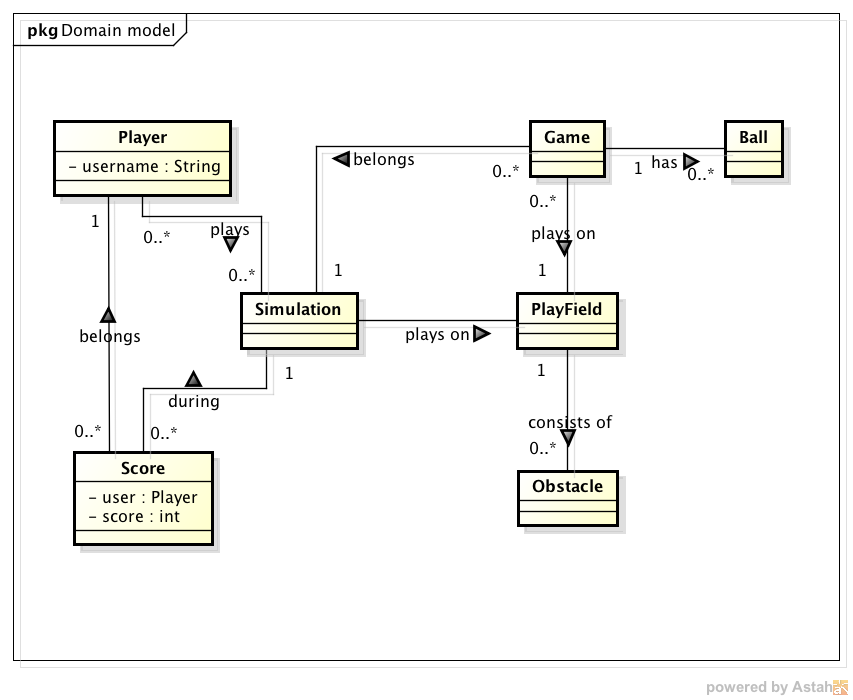 pkg Domain model
Player
- username : String
Game
Ball
belongs
0..*
1
has
0..*
1
0..*
plays
0..*
0..*
plays on
1
1
Simulation
PlayField
plays on
belongs
1
during
1
consists of
0..*
0..*
0..*
Score
- user : Player
- score : int
Obstacle
powered by Astah